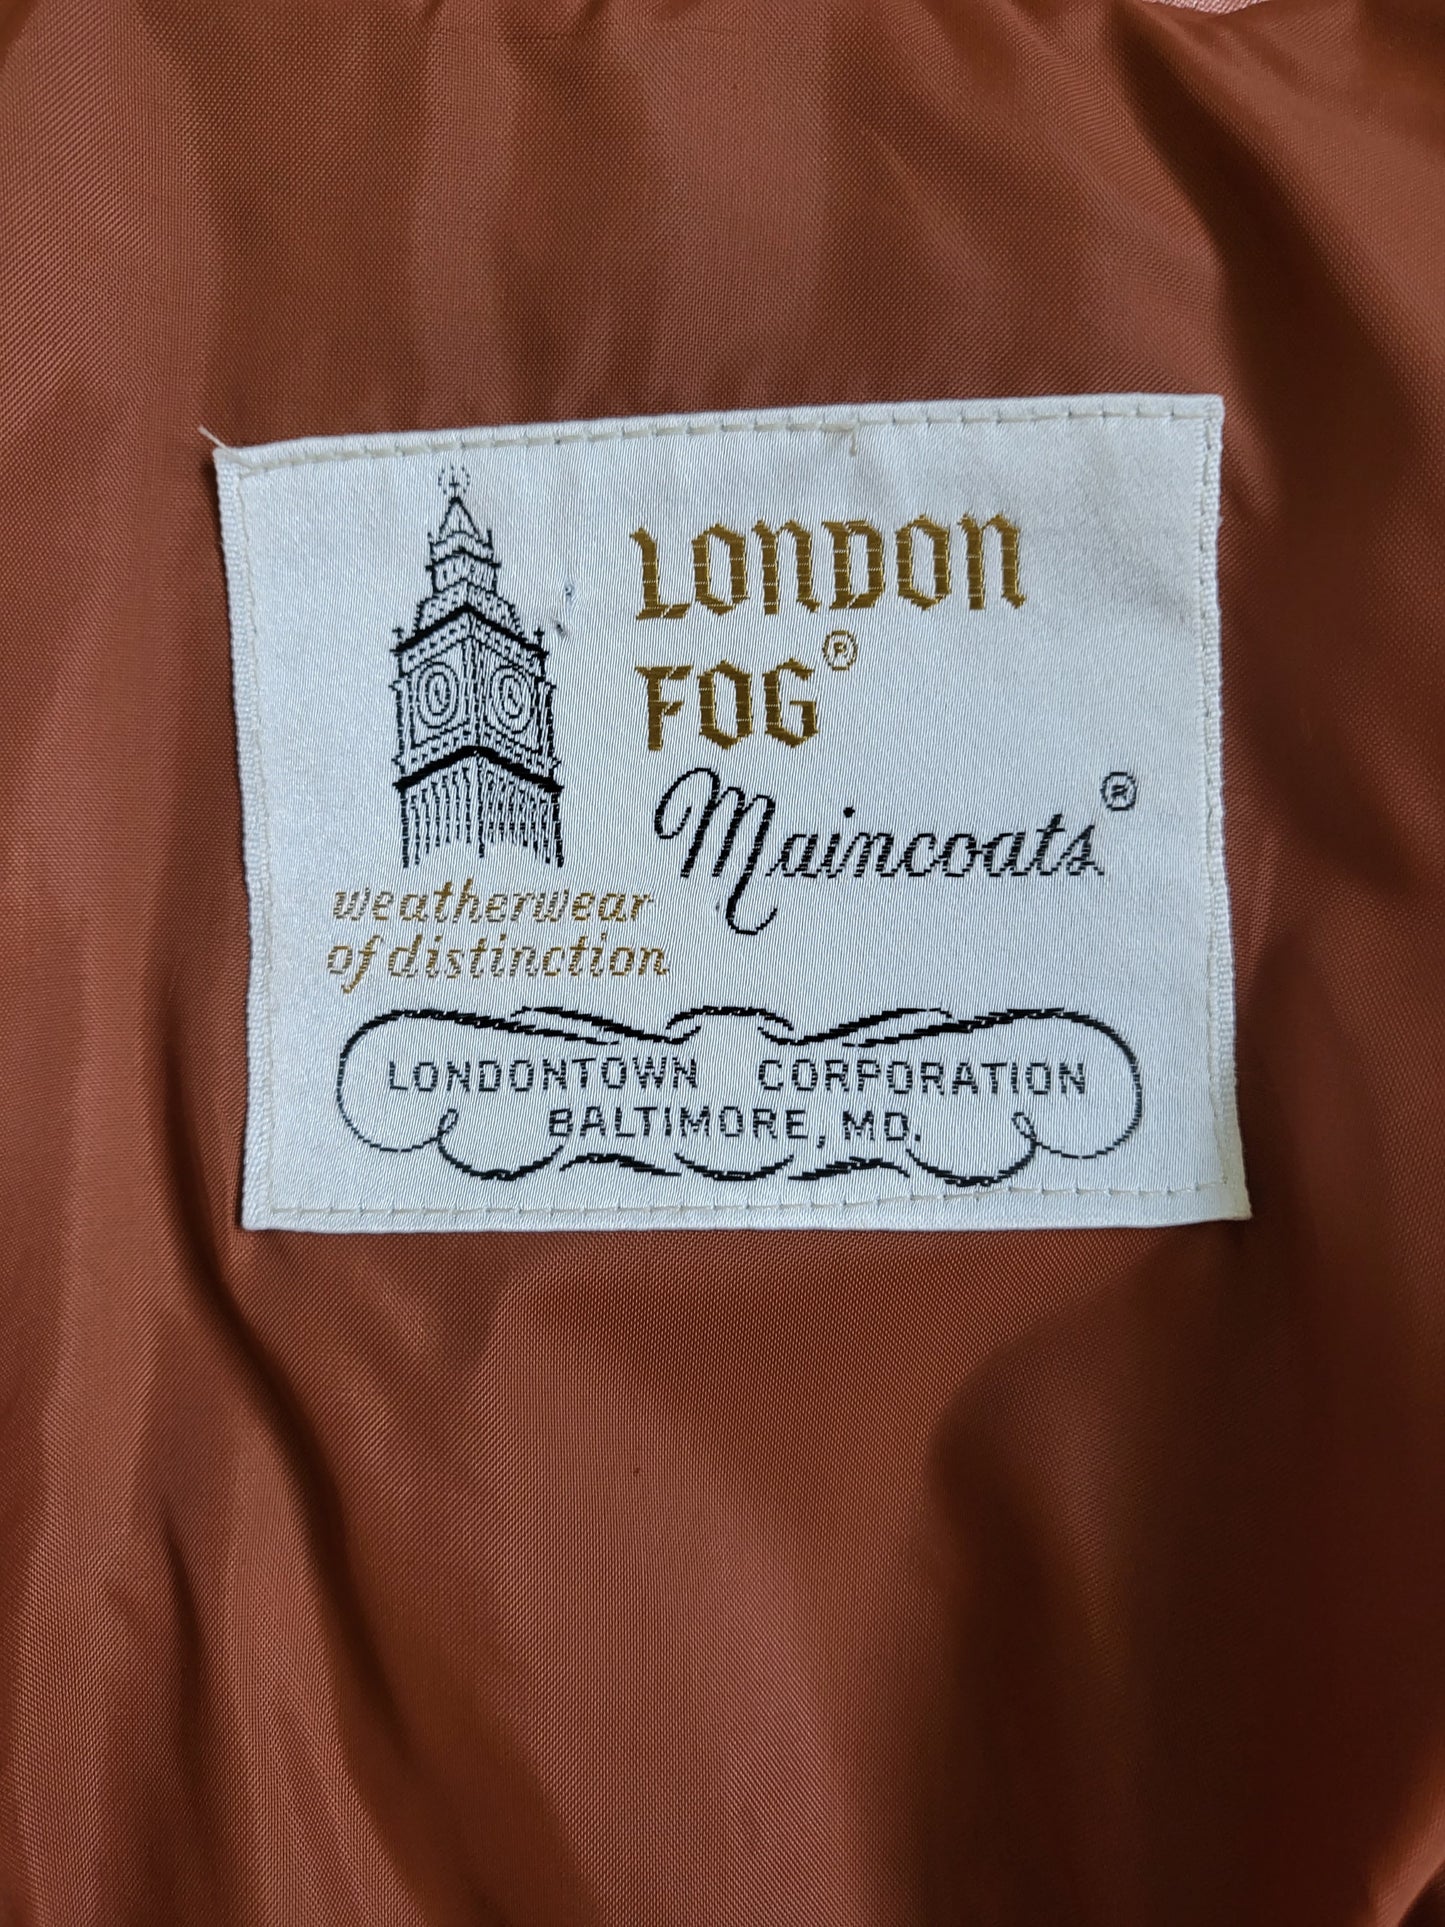 LONDON
FOG®
Maincoats®
weatherwear
of distinction
LONDONTOWN CORPORATION
BALTIMORE, MD.